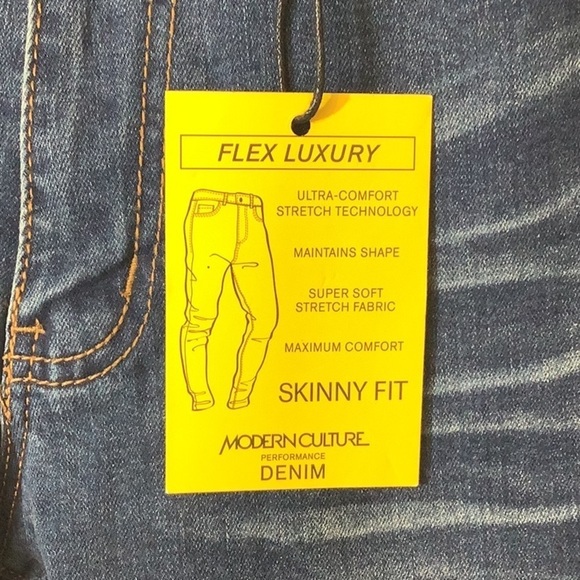 FLEX LUXURY
ULTRA-COMFORT
STRETCH TECHNOLOGY
MAINTAINS SHAPE
SUPER SOFT
STRETCH FABRIC
MAXIMUM COMFORT
SKINNY FIT
MODERN CULTURE
PERFORMANCE
DENIM